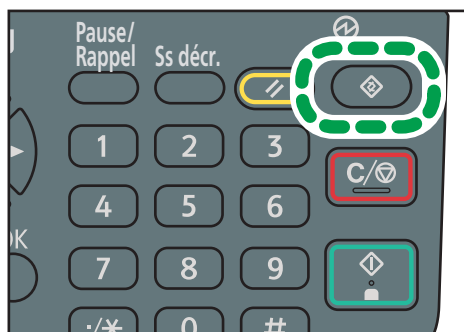 Pause/
Rappel Ss décr.
1 2 3
C/
4 5 6
OK
7 8 9
./* 0 #